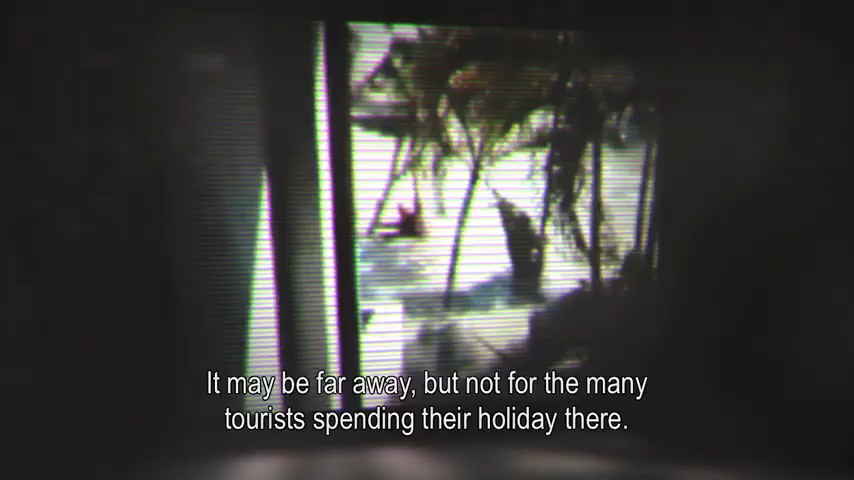 It may be far away, but not for the many
tourists spending their holiday there.